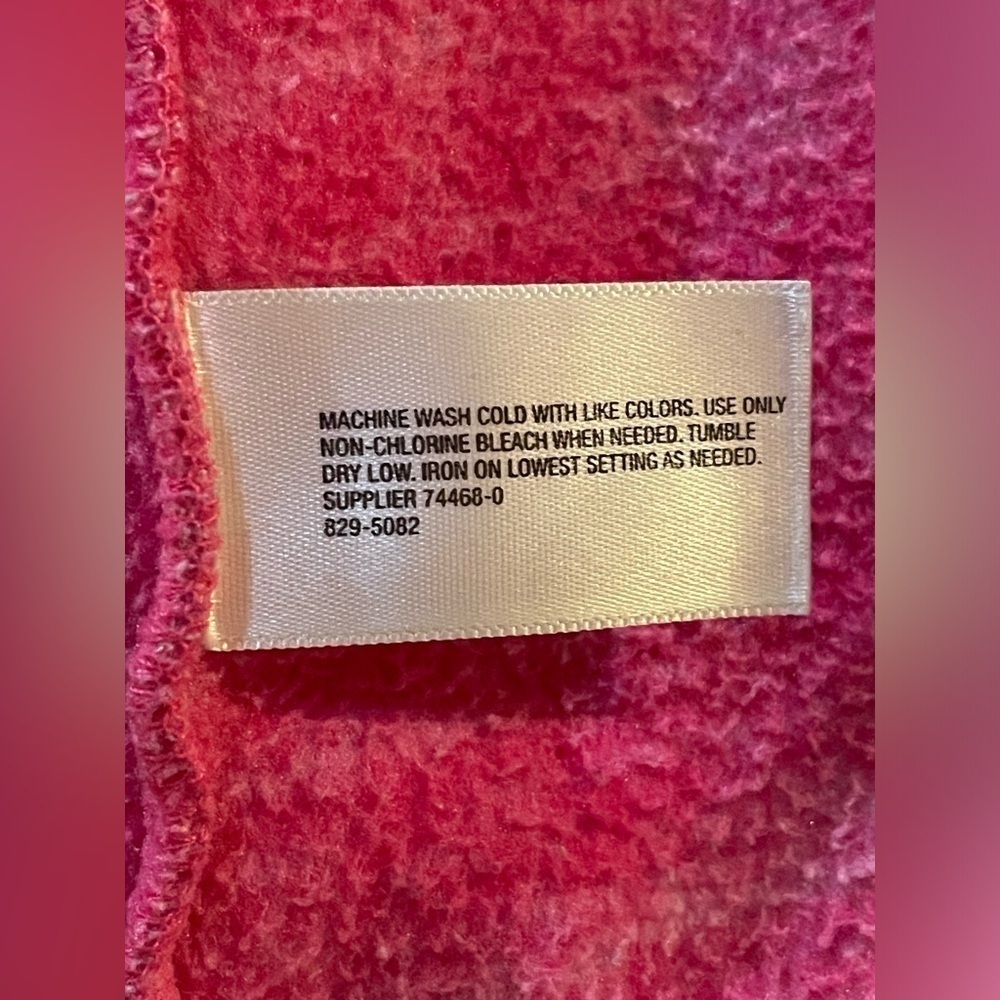 MACHINE WASH COLD WITH LIKE COLORS. USE ONLY
NON-CHLORINE BLEACH WHEN NEEDED. TUMBLE
DRY LOW. IRON ON LOWEST SETTING AS NEEDED.
SUPPLIER 74468-0
829-5082